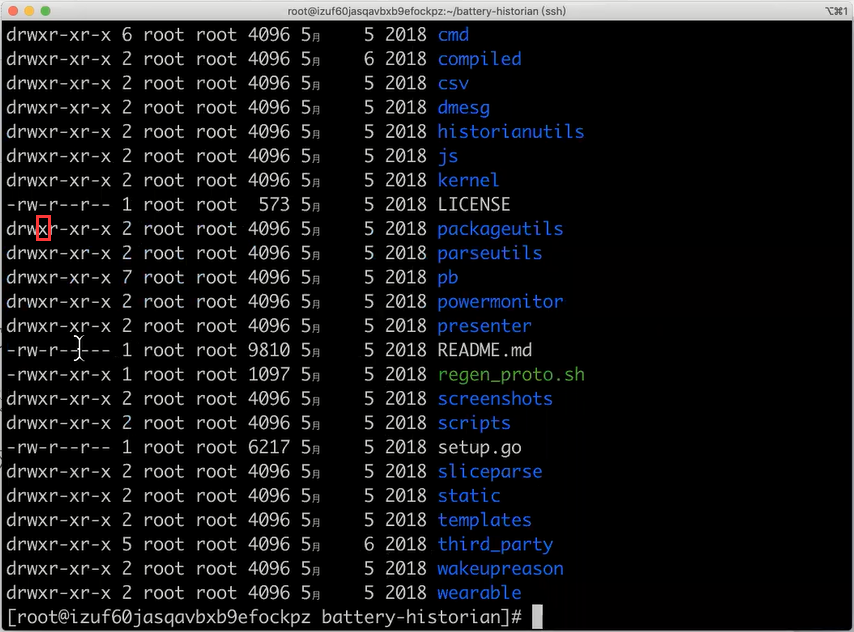 root@izuf60jasqavbxb9efockpz:~/battery-historian (ssh) ⌥⌘1
drwxr-xr-x 6 root root 4096 5月 5 2018 cmd
drwxr-xr-x 2 root root 4096 5月 6 2018 compiled
drwxr-xr-x 2 root root 4096 5月 5 2018 csv
drwxr-xr-x 2 root root 4096 5月 5 2018 dmesg
drwxr-xr-x 2 root root 4096 5月 5 2018 historianutils
drwxr-xr-x 2 root root 4096 5月 5 2018 js
drwxr-xr-x 2 root root 4096 5月 5 2018 kernel
-rw-r--r-- 1 root root 573 5月 5 2018 LICENSE
drwxr-xr-x 2 root root 4096 5月 5 2018 packageutils
drwxr-xr-x 2 root root 4096 5月 5 2018 parseutils
drwxr-xr-x 7 root root 4096 5月 5 2018 pb
drwxr-xr-x 2 root root 4096 5月 5 2018 powermonitor
drwxr-xr-x 2 root root 4096 5月 5 2018 presenter
-rw-r----- 1 root root 9810 5月 5 2018 README.md
-rwxr-xr-x 1 root root 1097 5月 5 2018 regen_proto.sh
drwxr-xr-x 2 root root 4096 5月 5 2018 screenshots
drwxr-xr-x 2 root root 4096 5月 5 2018 scripts
-rw-r--r-- 1 root root 6217 5月 5 2018 setup.go
drwxr-xr-x 2 root root 4096 5月 5 2018 sliceparse
drwxr-xr-x 2 root root 4096 5月 5 2018 static
drwxr-xr-x 2 root root 4096 5月 5 2018 templates
drwxr-xr-x 5 root root 4096 5月 6 2018 third_party
drwxr-xr-x 2 root root 4096 5月 5 2018 wakeupreason
drwxr-xr-x 2 root root 4096 5月 5 2018 wearable
[root@izuf60jasqavbxb9efockpz battery-historian]#